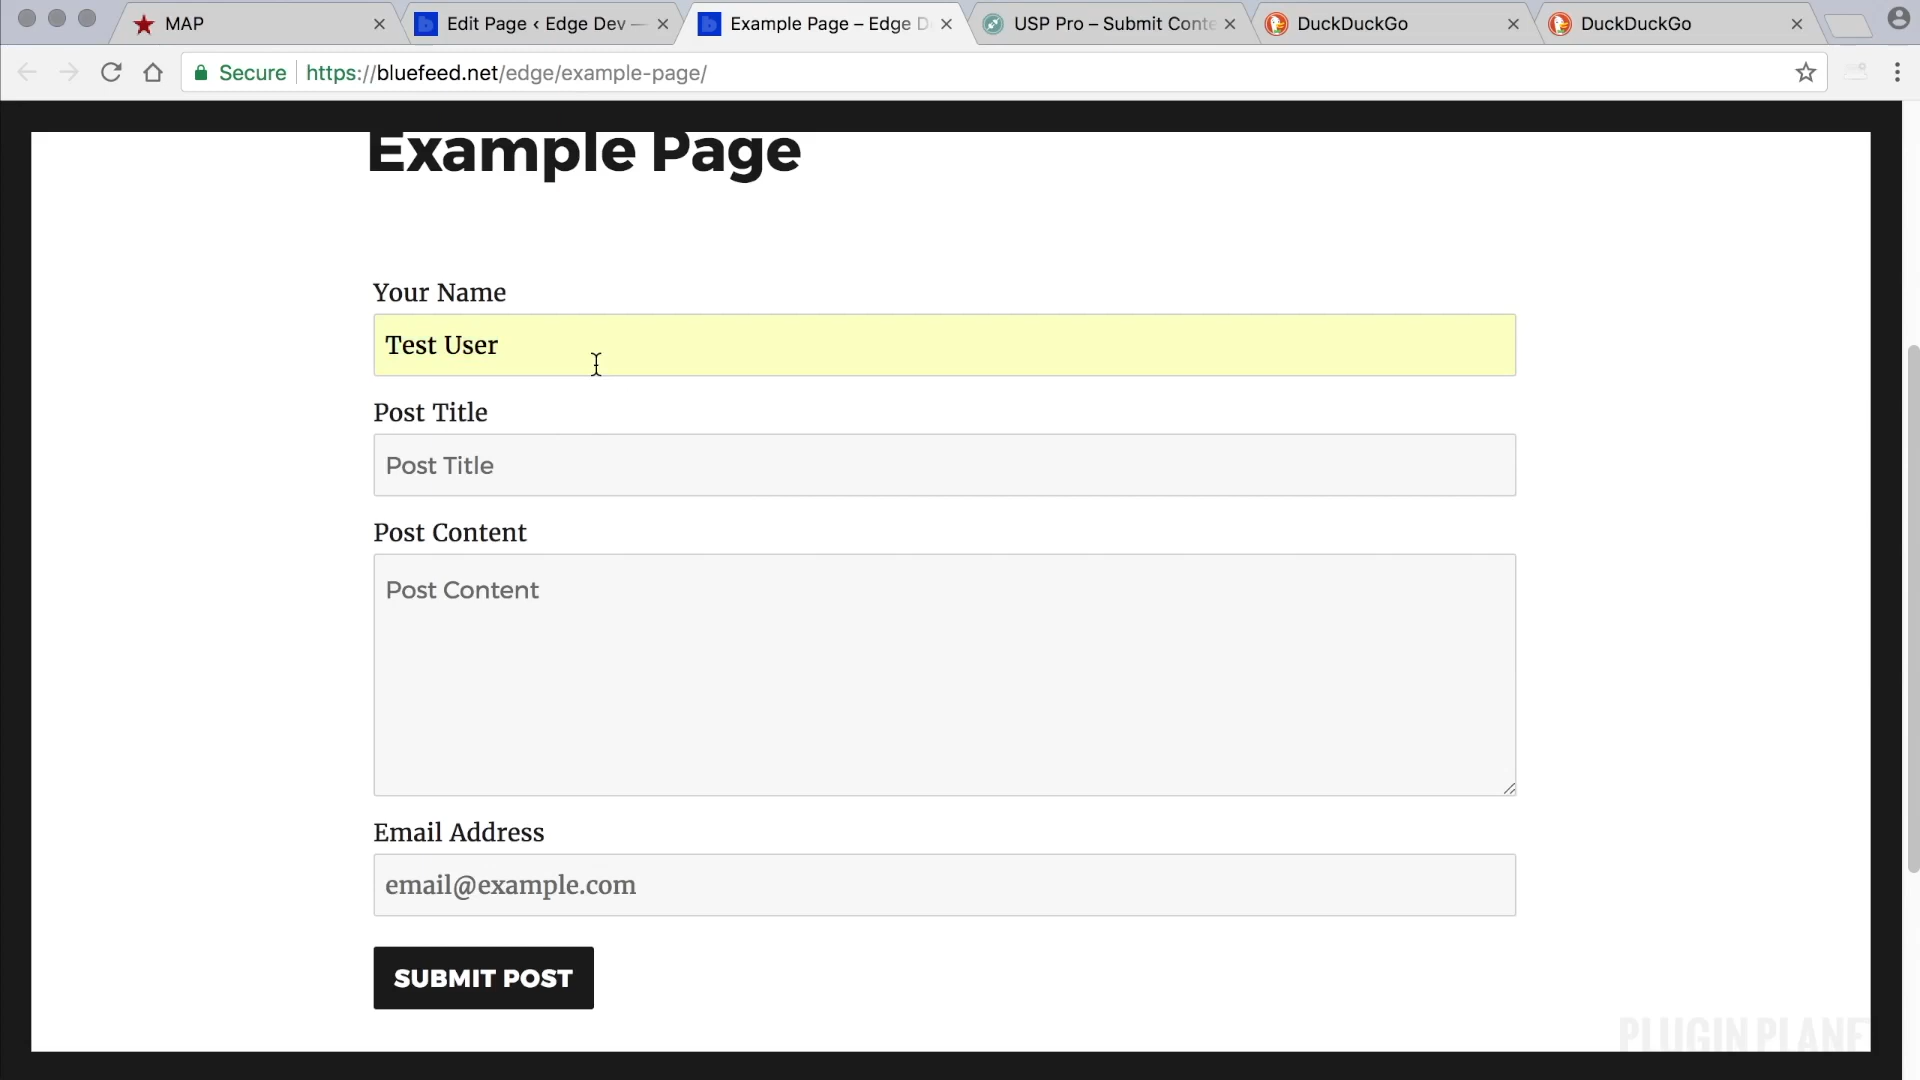 MAP
Edit Page ‹ Edge Dev —
Example Page – Edge D
USP Pro – Submit Conte
DuckDuckGo
DuckDuckGo
Secure
https://bluefeed.net/edge/example-page/
Example Page
Your Name
Test User
Post Title
Post Title
Post Content
Post Content
Email Address
email@example.com
SUBMIT POST
PLUGIN PLANET